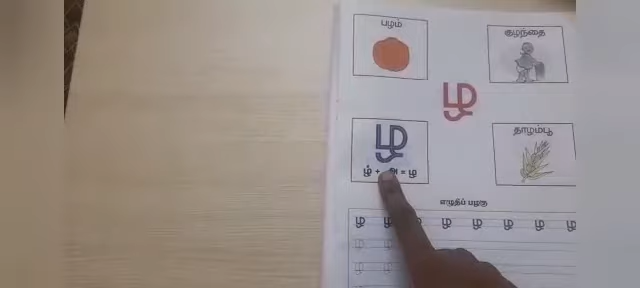 பழம்
குழந்தை
ழ
ழ
தாழம்பூ
ழ் + அ = ழ
எழுதிப் பழகு
ழ ழ ழ ழ ழ ழ
ழ ழ
ழ ழ